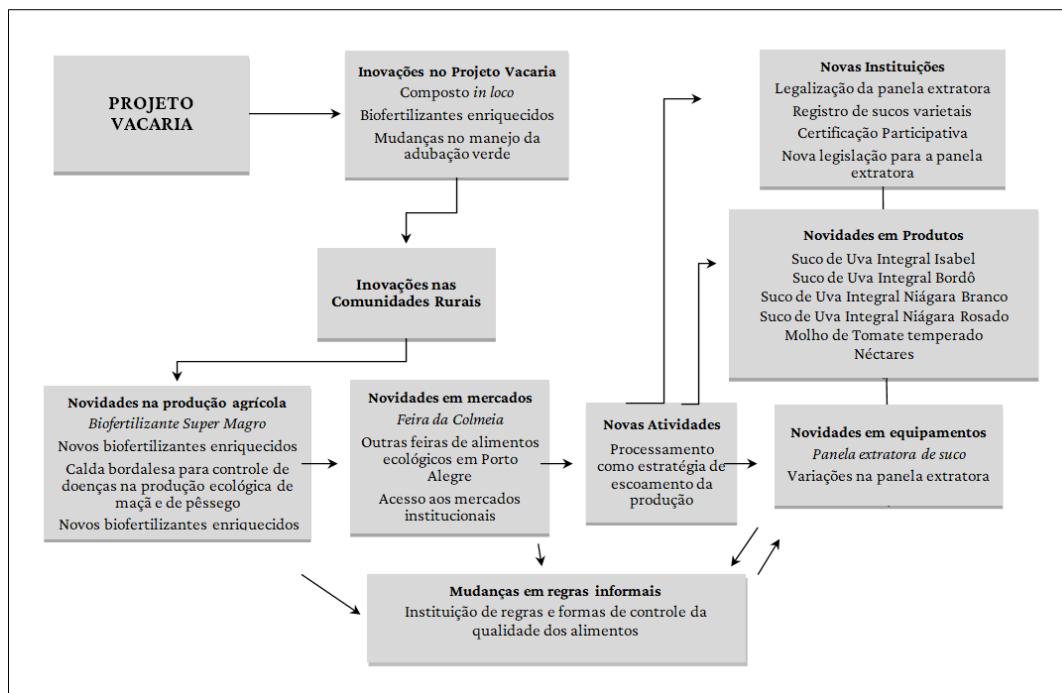 PROJETO
VACARIA
Inovações no Projeto Vacaria
Composto in loco
Biofertilizantes enriquecidos
Mudanças no manejo da
adubação verde
Novas Instituições
Legalização da panela extratora
Registro de sucos varietais
Certificação Participativa
Nova legislação para a panela
extratora
Inovações nas
Comunidades Rurais
Novidades em Produtos
Suco de Uva Integral Isabel
Suco de Uva Integral Bordô
Suco de Uva Integral Niágara Branco
Suco de Uva Integral Niágara Rosado
Molho de Tomate temperado
Néctares
Novidades na produção agrícola
Biofertilizante Super Magro
Novos biofertilizantes enriquecidos
Calda bordalesa para controle de
doenças na produção ecológica de
maçã e de pêssego
Novos biofertilizantes enriquecidos
Novidades em mercados
Feira da Colmeia
Outras feiras de alimentos
ecológicos em Porto
Alegre
Acesso aos mercados
institucionais
Novas Atividades
Processamento
como estratégia de
escoamento da
produção
Novidades em equipamentos
Panela extratora de suco
Variações na panela extratora
Mudanças em regras informais
Instituição de regras e formas de controle da
qualidade dos alimentos